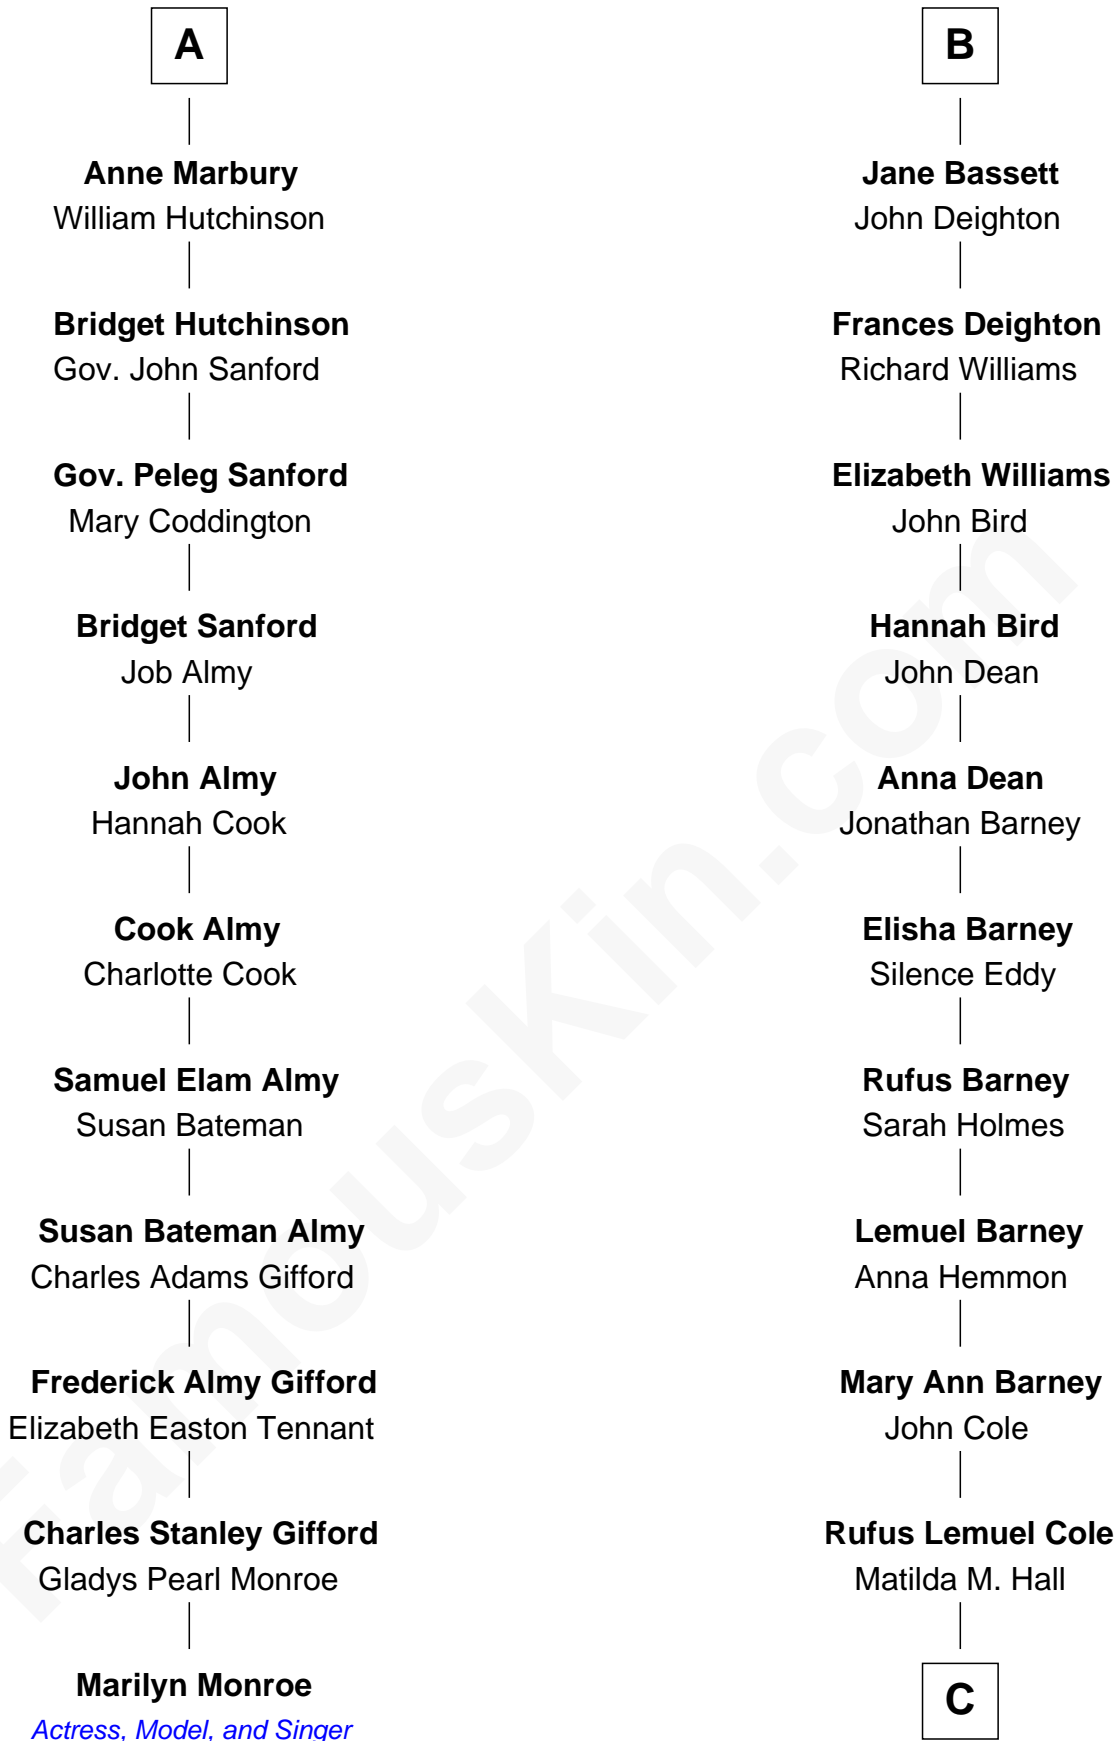 A
Anne Marbury
William Hutchinson
Bridget Hutchinson
Gov. John Sanford
Gov. Peleg Sanford
Mary Coddington
Bridget Sanford
Job Almy
John Almy
Hannah Cook
Cook Almy
Charlotte Cook
Samuel Elam Almy
Susan Bateman
Susan Bateman Almy
Charles Adams Gifford
Frederick Almy Gifford
Elizabeth Easton Tennant
Charles Stanley Gifford
Gladys Pearl Monroe
Marilyn Monroe
Actress, Model, and Singer
B
Jane Bassett
John Deighton
Frances Deighton
Richard Williams
Elizabeth Williams
John Bird
Hannah Bird
John Dean
Anna Dean
Jonathan Barney
Elisha Barney
Silence Eddy
Rufus Barney
Sarah Holmes
Lemuel Barney
Anna Hemmon
Mary Ann Barney
John Cole
Rufus Lemuel Cole
Matilda M. Hall
C
FamousKin.com